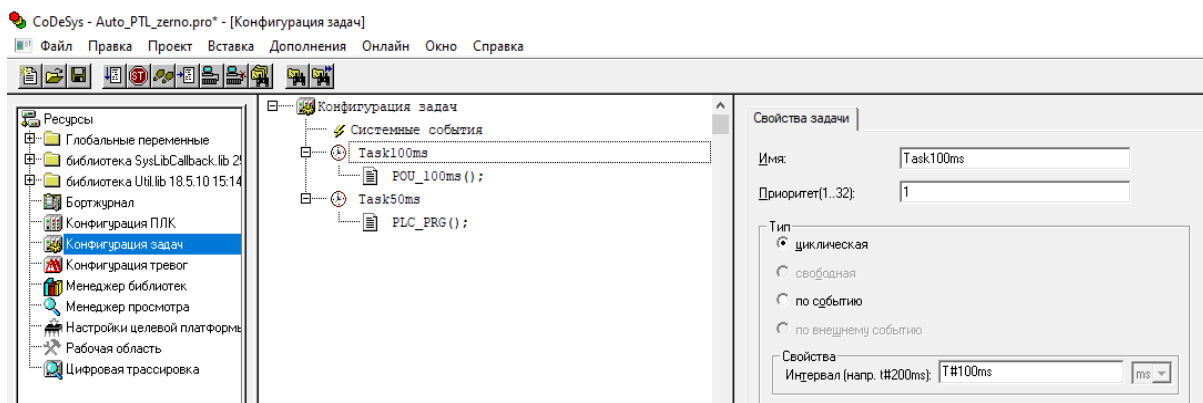 CoDeSys - Auto_PTL_zerno.pro* - [Конфигурация задач]
Файл Правка Проект Вставка Дополнения Онлайн Окно Справка
Ресурсы
Глобальные переменные
библиотека SysLibCallback.lib 2
библиотека Util.lib 18.5.10 15:14
Бортжурнал
Конфигурация ПЛК
Конфигурация задач
Конфигурация тревог
Менеджер библиотек
Менеджер просмотра
Настройки целевой платформы
Рабочая область
Цифровая трассировка
Конфигурация задач
Системные события
Task100ms
POU_100ms();
Task50ms
PLC_PRG();
Свойства задачи
Имя: Task100ms
Приоритет(1..32): 1
Тип
циклическая
свободная
по событию
по внешнему событию
Свойства
Интервал (напр. t#200ms): T#100ms ms